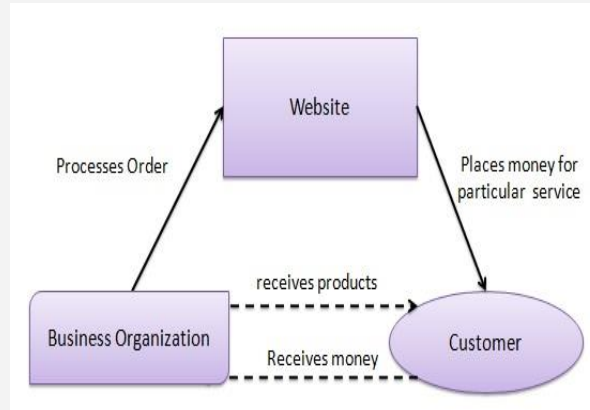 Website
Processes Order
Places money for
particular service
receives products
Business Organization
Customer
Receives money